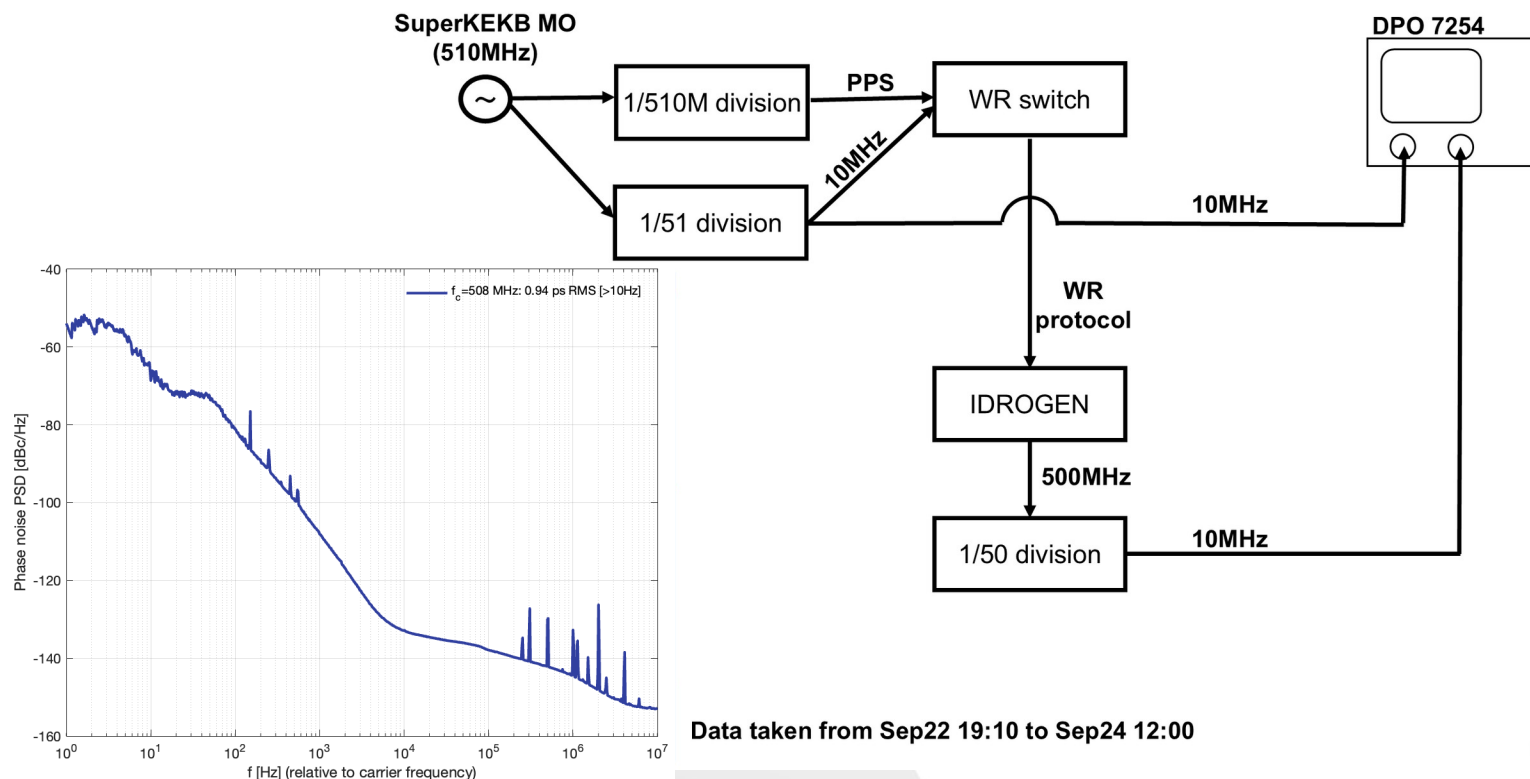 SuperKEKB MO
(510MHz)
DPO 7254
~
1/510M division
PPS
WR switch
10MHz
1/51 division
10MHz
WR
protocol
IDROGEN
500MHz
1/50 division
10MHz
f_c=508 MHz: 0.94 ps RMS [>10Hz]
Phase noise PSD [dBc/Hz]
-40
-60
-80
-100
-120
-140
-160
10^0 10^1 10^2 10^3 10^4 10^5 10^6 10^7
f [Hz] (relative to carrier frequency)
Data taken from Sep22 19:10 to Sep24 12:00